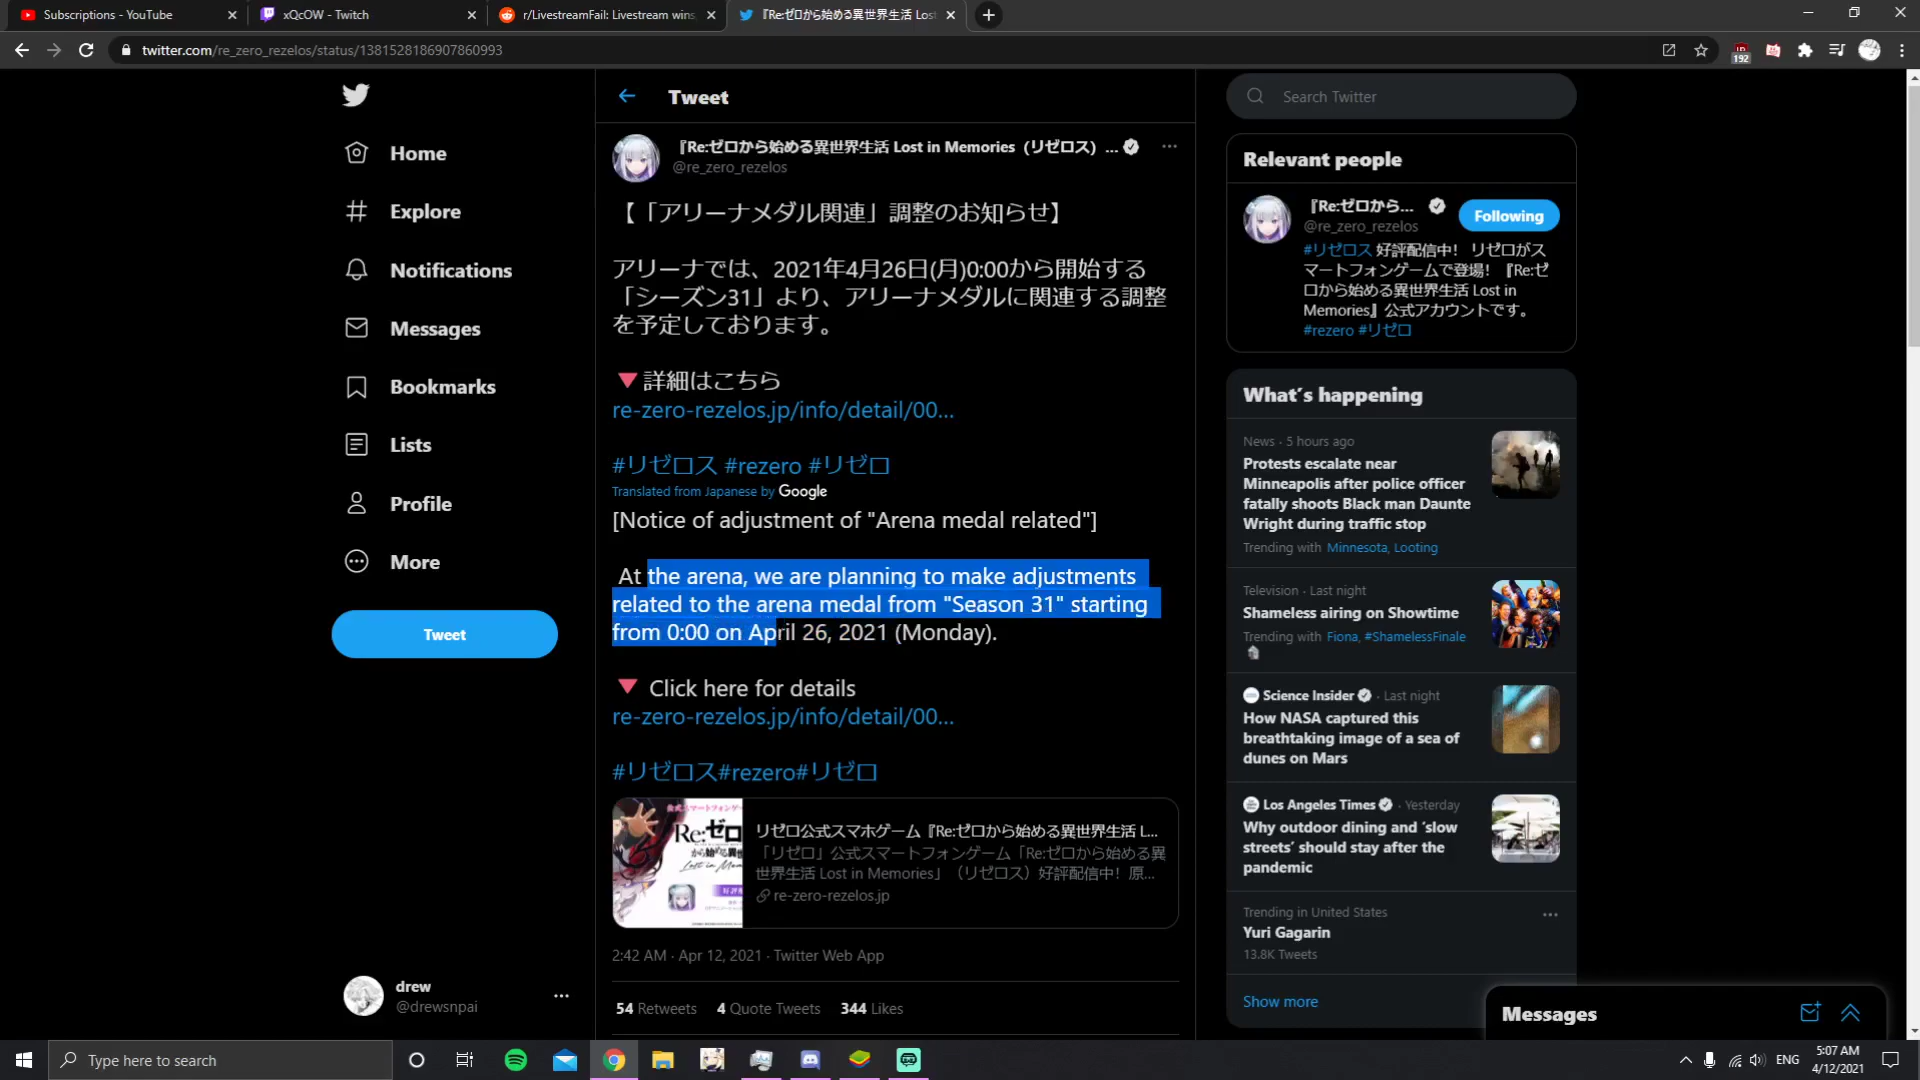 Subscriptions - YouTube
xQcOW - Twitch
r/LivestreamFail: Livestream wins,
『Re:ゼロから始める異世界生活 Lost
twitter.com/re_zero_rezelos/status/1381528186907860993
192
Home
Explore
Notifications
Messages
Bookmarks
Lists
Profile
More
Tweet
drew
@drewsnpai
Tweet
『Re:ゼロから始める異世界生活 Lost in Memories（リゼロス）...
@re_zero_rezelos
【「アリーナメダル関連」調整のお知らせ】
アリーナでは、2021年4月26日(月)0:00から開始する
「シーズン31」より、アリーナメダルに関連する調整
を予定しております。
▼詳細はこちら
re-zero-rezelos.jp/info/detail/00...
#リゼロス #rezero #リゼロ
Translated from Japanese by Google
[Notice of adjustment of "Arena medal related"]
At the arena, we are planning to make adjustments
related to the arena medal from "Season 31" starting
from 0:00 on April 26, 2021 (Monday).
▼ Click here for details
re-zero-rezelos.jp/info/detail/00...
#リゼロス#rezero#リゼロ
Re:ゼロ
から始める異世
Lost in Mem
リゼロ公式スマホゲーム『Re:ゼロから始める異世界生活 L...
「リゼロ」公式スマートフォンゲーム「Re:ゼロから始める異
世界生活 Lost in Memories」（リゼロス）好評配信中！原...
re-zero-rezelos.jp
2:42 AM · Apr 12, 2021 · Twitter Web App
54 Retweets 4 Quote Tweets 344 Likes
Search Twitter
Relevant people
『Re:ゼロから...
@re_zero_rezelos
Following
#リゼロス 好評配信中！ リゼロがス
マートフォンゲームで登場！『Re:ゼ
ロから始める異世界生活 Lost in
Memories』公式アカウントです。
#rezero #リゼロ
What's happening
News · 5 hours ago
Protests escalate near
Minneapolis after police officer
fatally shoots Black man Daunte
Wright during traffic stop
Trending with Minnesota, Looting
Television · Last night
Shameless airing on Showtime
Trending with Fiona, #ShamelessFinale
Science Insider · Last night
How NASA captured this
breathtaking image of a sea of
dunes on Mars
Los Angeles Times · Yesterday
Why outdoor dining and 'slow
streets' should stay after the
pandemic
Trending in United States
Yuri Gagarin
13.8K Tweets
Show more
Messages
Type here to search
ENG
5:07 AM
4/12/2021